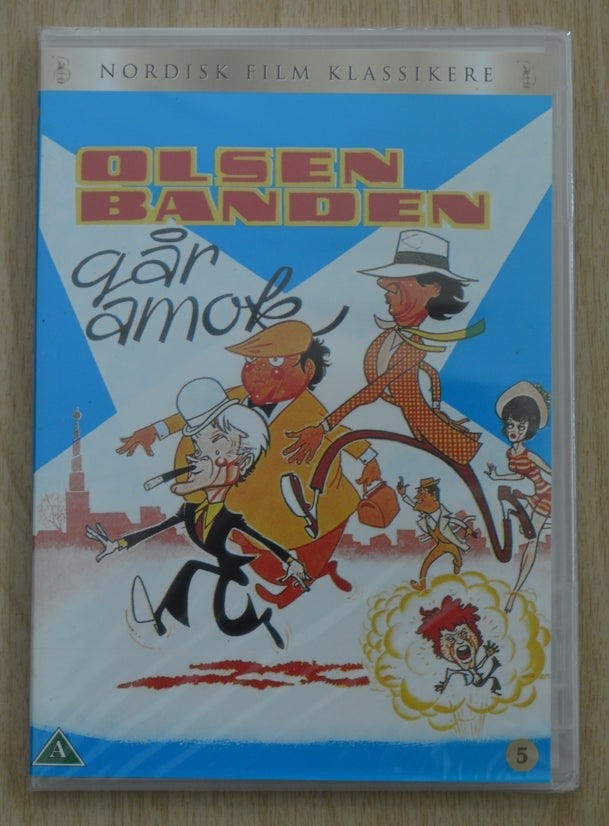 NORDISK FILM KLASSIKERE
OLSEN
BANDEN
går
amok
A
5